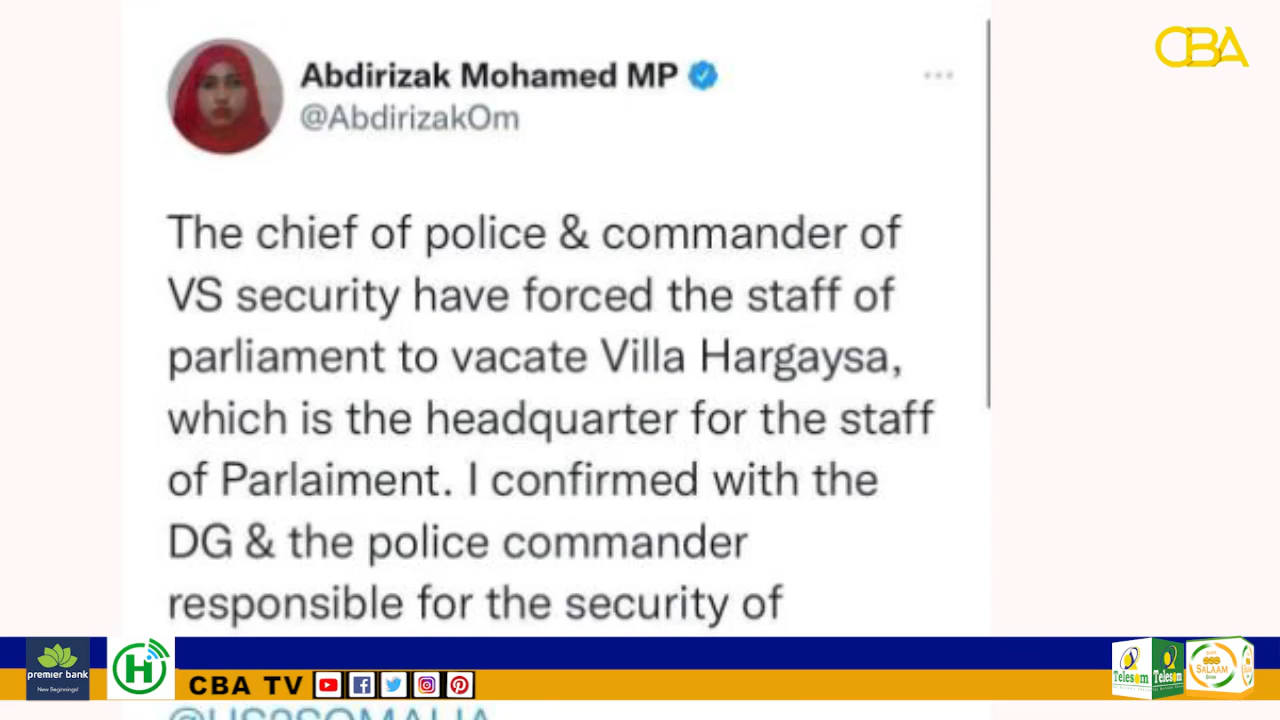 CBA
Abdirizak Mohamed MP
@AbdirizakOm
The chief of police & commander of
VS security have forced the staff of
parliament to vacate Villa Hargaysa,
which is the headquarter for the staff
of Parlaiment. I confirmed with the
DG & the police commander
responsible for the security of
premier bank
New Beginnings!
H
CBA TV
Telesom
Telesom
SALAAM